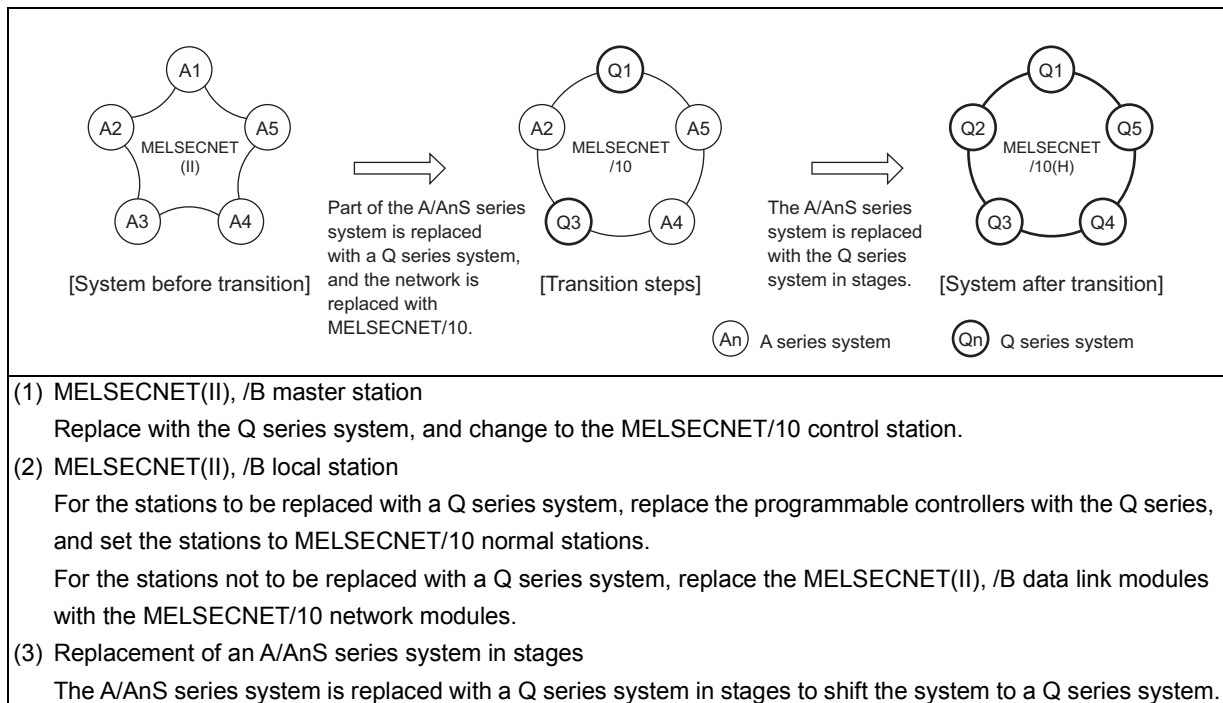 A1
A2
A5
MELSECNET
(II)
A3
A4
[System before transition]
Part of the A/AnS series
system is replaced
with a Q series system,
and the network is
replaced with
MELSECNET/10.
Q1
A2
A5
MELSECNET
/10
Q3
A4
[Transition steps]
The A/AnS series
system is replaced
with the Q series
system in stages.
Q1
Q2
Q5
MELSECNET
/10(H)
Q3
Q4
[System after transition]
An A series system
Qn Q series system
(1) MELSECNET(II), /B master station
Replace with the Q series system, and change to the MELSECNET/10 control station.
(2) MELSECNET(II), /B local station
For the stations to be replaced with a Q series system, replace the programmable controllers with the Q series,
and set the stations to MELSECNET/10 normal stations.
For the stations not to be replaced with a Q series system, replace the MELSECNET(II), /B data link modules
with the MELSECNET/10 network modules.
(3) Replacement of an A/AnS series system in stages
The A/AnS series system is replaced with a Q series system in stages to shift the system to a Q series system.